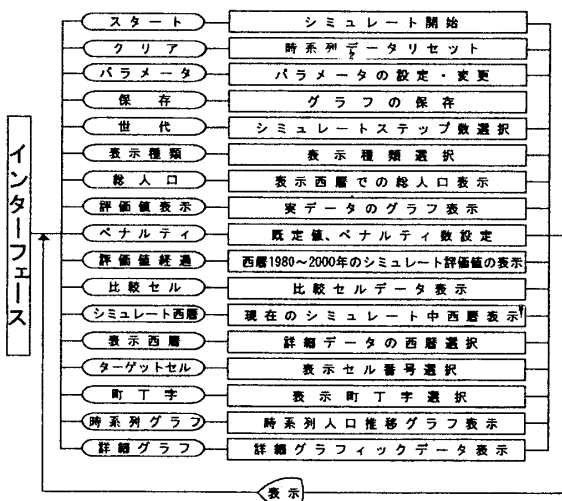 インターフェース
スタート シミュレート開始
クリア 時系列データリセット
パラメータ パラメータの設定・変更
保存 グラフの保存
世代 シミュレートステップ数選択
表示種類 表示種類選択
総人口 表示西暦での総人口表示
評価値表示 実データのグラフ表示
ペナルティ 既定値、ペナルティ数設定
評価値経過 西暦1980～2000年のシミュレート評価値の表示
比較セル 比較セルデータ表示
シミュレート西暦 現在のシミュレート中西暦表示
表示西暦 詳細データの西暦選択
ターゲットセル 表示セル番号選択
町丁字 表示町丁字選択
時系列グラフ 時系列人口推移グラフ表示
詳細グラフ 詳細グラフィックデータ表示
表示